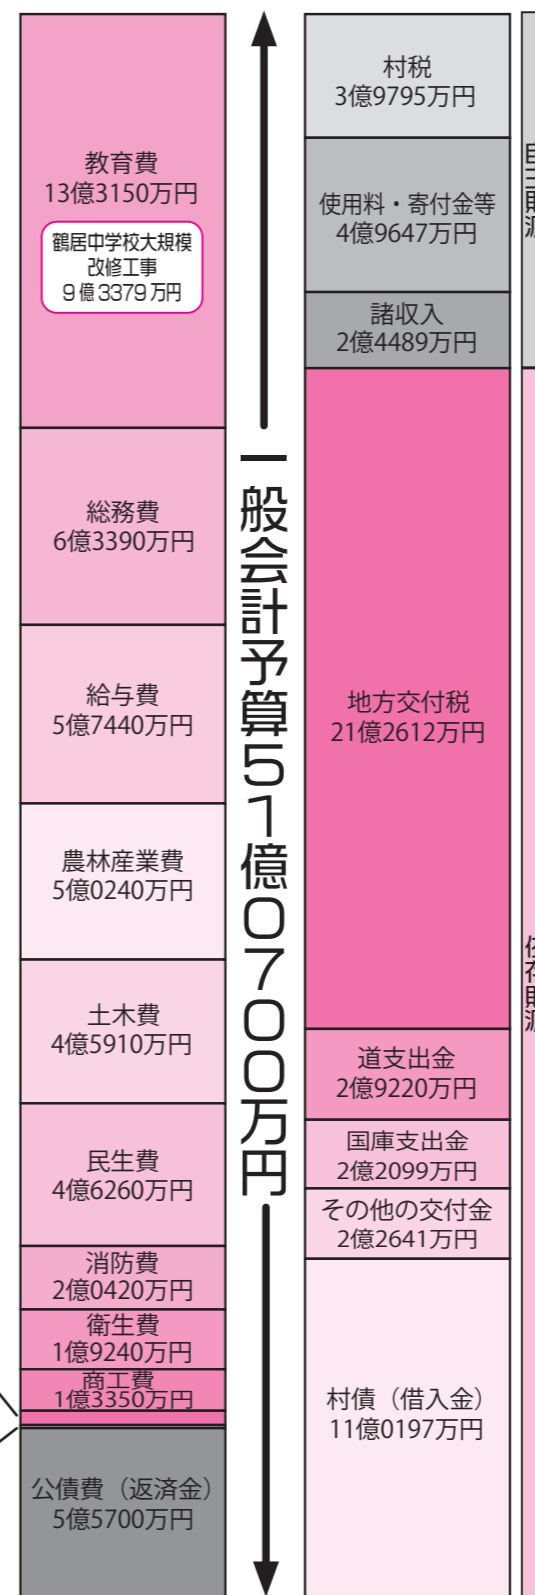 教育費
13億3150万円
鶴居中学校大規模
改修工事
9億3379万円
総務費
6億3390万円
給与費
5億7440万円
農林産業費
5億0240万円
土木費
4億5910万円
民生費
4億6260万円
消防費
2億0420万円
衛生費
1億9240万円
商工費
1億3350万円
公債費（返済金）
5億5700万円
一般会計予算51億0700万円
村税
3億9795万円
使用料・寄付金等
4億9647万円
諸収入
2億4489万円
地方交付税
21億2612万円
道支出金
2億9220万円
国庫支出金
2億2099万円
その他の交付金
2億2641万円
村債（借入金）
11億0197万円
自主財源
依存財源